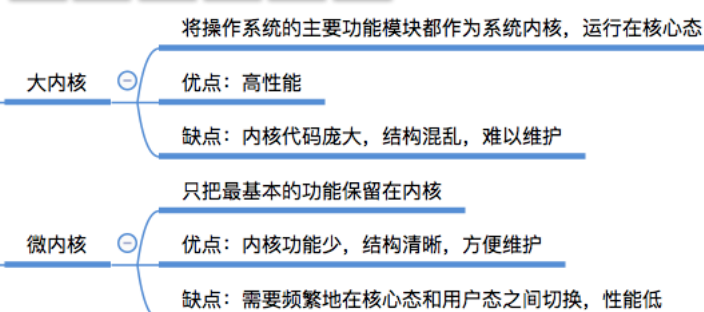 将操作系统的主要功能模块都作为系统内核，运行在核心态
大内核
优点：高性能
缺点：内核代码庞大，结构混乱，难以维护
只把最基本的功能保留在内核
微内核
优点：内核功能少，结构清晰，方便维护
缺点：需要频繁地在核心态和用户态之间切换，性能低